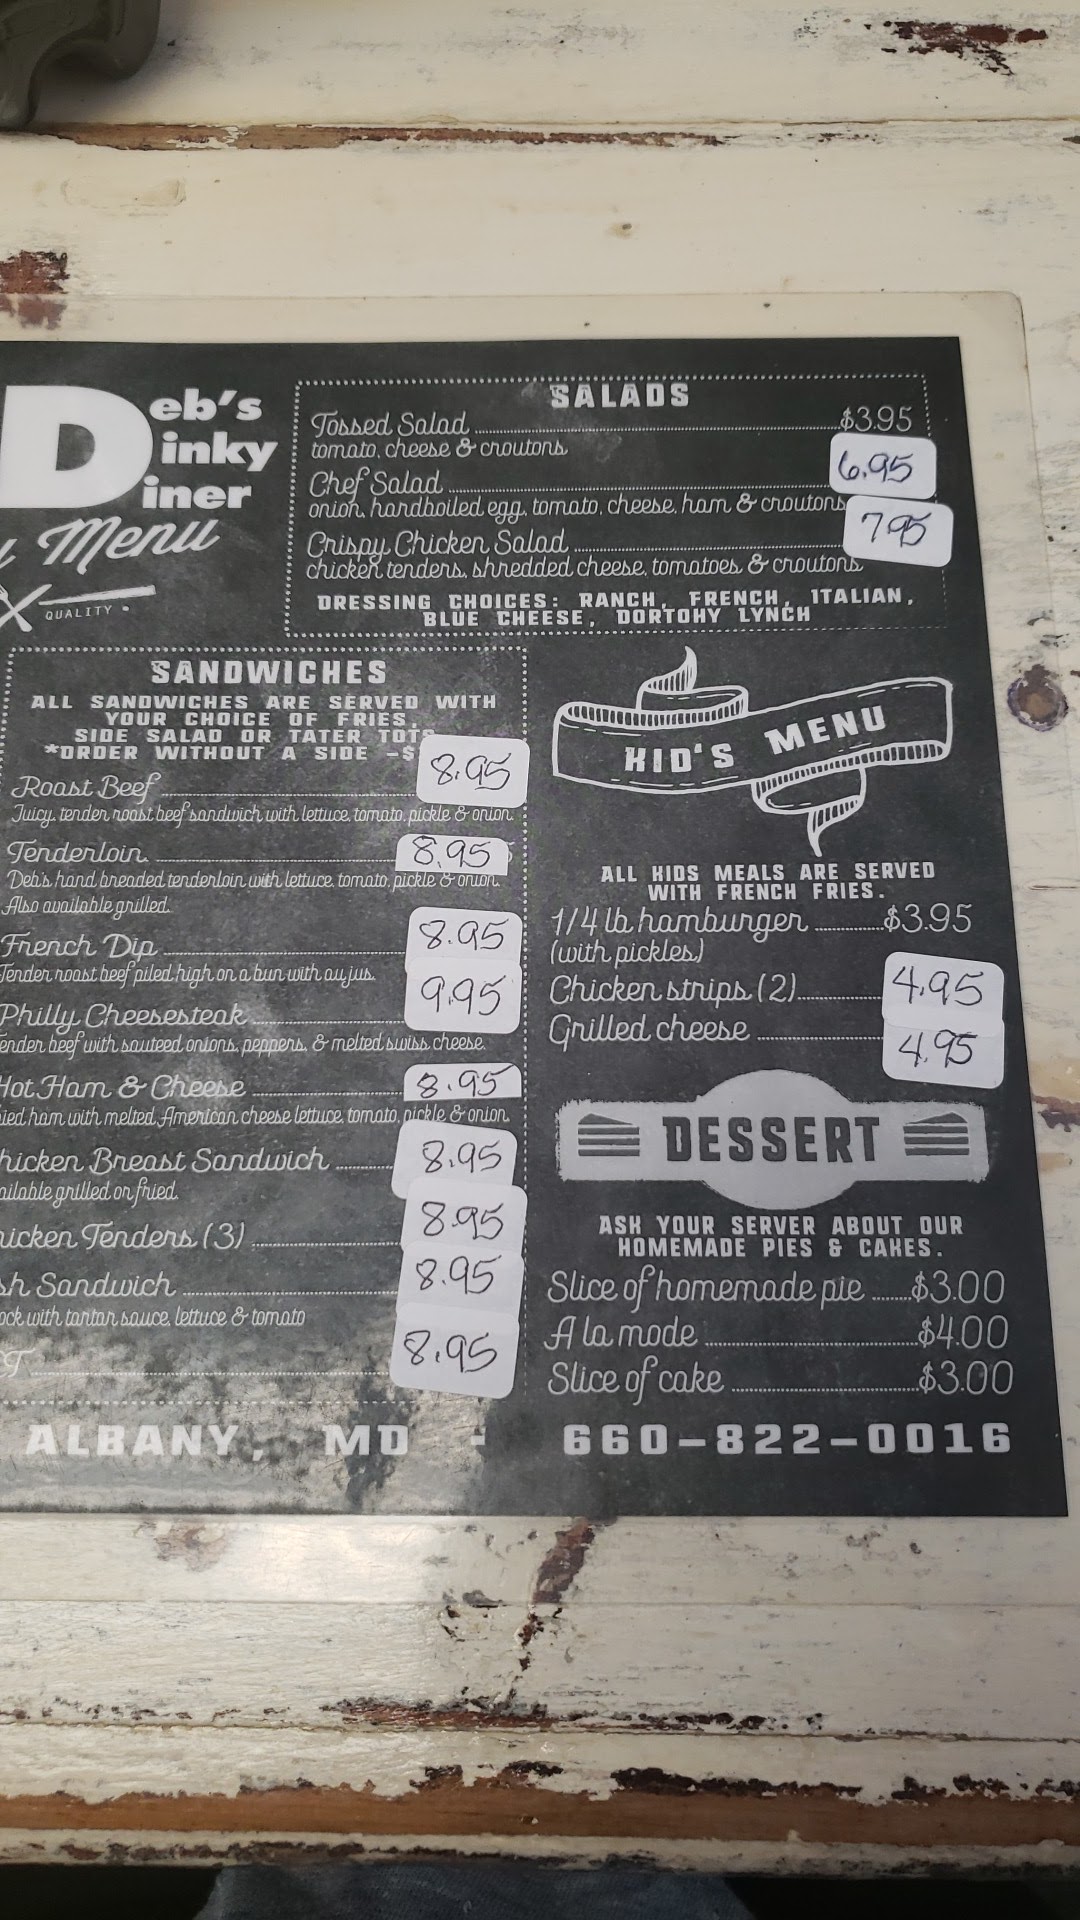 Deb's
Dinky
Diner
Menu
QUALITY
SALADS
Tossed Salad $3.95
tomato, cheese & croutons
Chef Salad 6.95
onion, hardboiled egg, tomato, cheese, ham & croutons
Crispy Chicken Salad 7.95
chicken tenders, shredded cheese, tomatoes & croutons
DRESSING CHOICES: RANCH, FRENCH, ITALIAN,
BLUE CHEESE, DORTOHY LYNCH
SANDWICHES
ALL SANDWICHES ARE SERVED WITH
YOUR CHOICE OF FRIES,
SIDE SALAD OR TATER TOTS
*ORDER WITHOUT A SIDE -$
Roast Beef 8.95
Juicy, tender roast beef sandwich with lettuce, tomato, pickle & onion.
Tenderloin 8.95
Deb's hand breaded tenderloin with lettuce, tomato, pickle & onion.
Also available grilled.
French Dip 8.95
Tender roast beef piled high on a bun with au jus.
Philly Cheesesteak 9.95
ender beef with sauteed onions, peppers, & melted swiss cheese.
Hot Ham & Cheese 8.95
ied ham with melted American cheese lettuce, tomato, pickle & onion
hicken Breast Sandwich 8.95
ailable grilled or fried.
hicken Tenders (3) 8.95
sh Sandwich 8.95
ock with tartar sauce, lettuce & tomato
T 8.95
KID'S MENU
ALL KIDS MEALS ARE SERVED
WITH FRENCH FRIES.
1/4 lb hamburger $3.95
(with pickles)
Chicken strips (2) 4.95
Grilled cheese 4.95
DESSERT
ASK YOUR SERVER ABOUT OUR
HOMEMADE PIES & CAKES.
Slice of homemade pie $3.00
A la mode $4.00
Slice of cake $3.00
ALBANY, MO - 660-822-0016